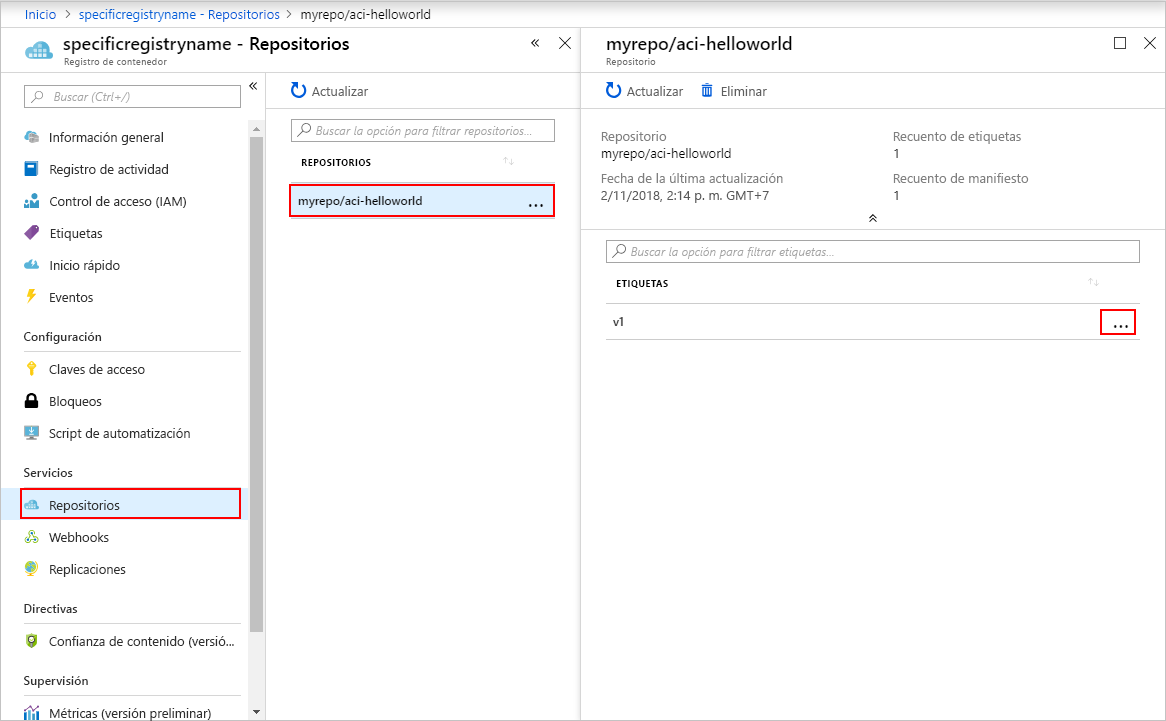 Inicio > specificregistryname - Repositorios > myrepo/aci-helloworld
specificregistryname - Repositorios
Registro de contenedor
Buscar (Ctrl+/)
Información general
Registro de actividad
Control de acceso (IAM)
Etiquetas
Inicio rápido
Eventos
Configuración
Claves de acceso
Bloqueos
Script de automatización
Servicios
Repositorios
Webhooks
Replicaciones
Directivas
Confianza de contenido (versió...
Supervisión
Métricas (versión preliminar)
Actualizar
Buscar la opción para filtrar repositorios...
REPOSITORIOS
myrepo/aci-helloworld ...
myrepo/aci-helloworld
Repositorio
Actualizar Eliminar
Repositorio
myrepo/aci-helloworld
Fecha de la última actualización
2/11/2018, 2:14 p. m. GMT+7
Recuento de etiquetas
1
Recuento de manifiesto
1
Buscar la opción para filtrar etiquetas...
ETIQUETAS
v1 ...